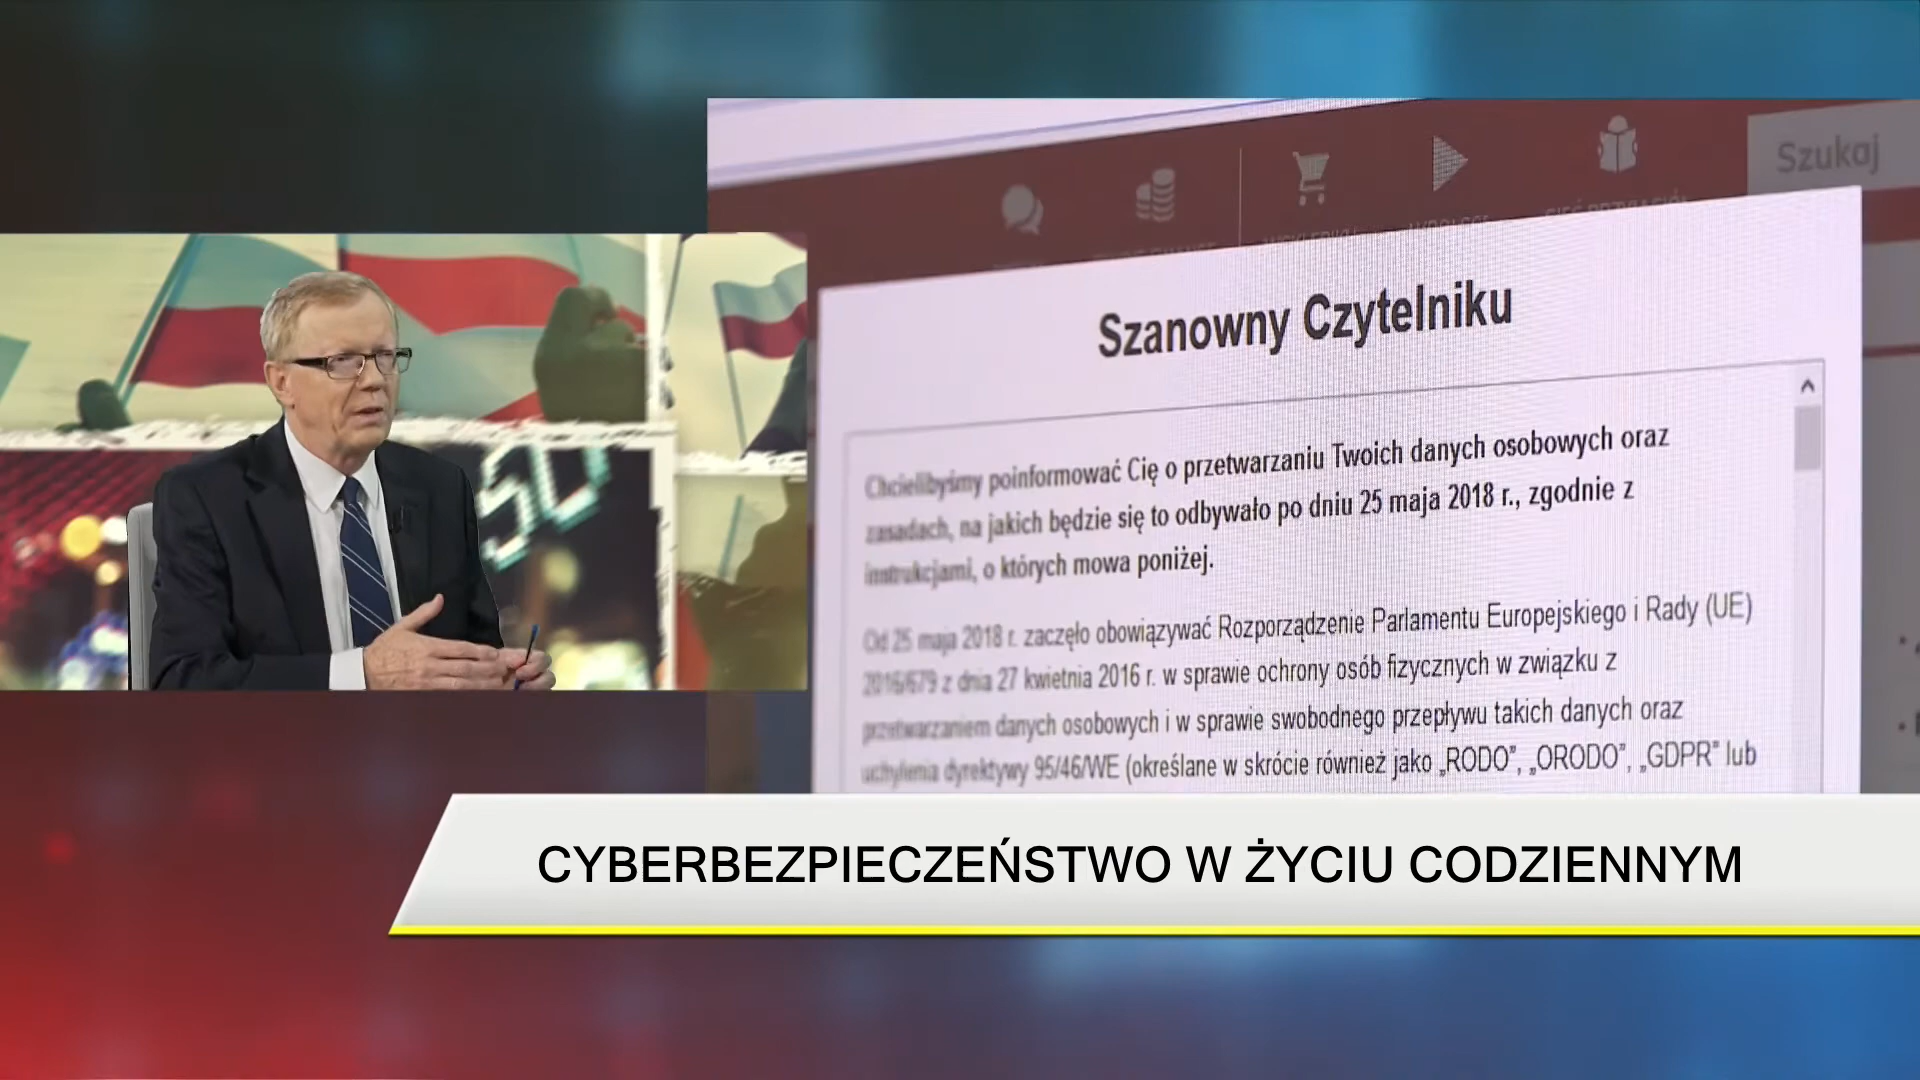 Szukaj
Szanowny Czytelniku
Chcielibyśmy poinformować Cię o przetwarzaniu Twoich danych osobowych oraz
zasadach, na jakich będzie się to odbywało po dniu 25 maja 2018 r., zgodnie z
instrukcjami, o których mowa poniżej.
Od 25 maja 2018 r. zaczęło obowiązywać Rozporządzenie Parlamentu Europejskiego i Rady (UE)
2016/679 z dnia 27 kwietnia 2016 r. w sprawie ochrony osób fizycznych w związku z
przetwarzaniem danych osobowych i w sprawie swobodnego przepływu takich danych oraz
uchylenia dyrektywy 95/46/WE (określane w skrócie również jako „RODO”, „ORODO”, „GDPR” lub
CYBERBEZPIECZEŃSTWO W ŻYCIU CODZIENNYM